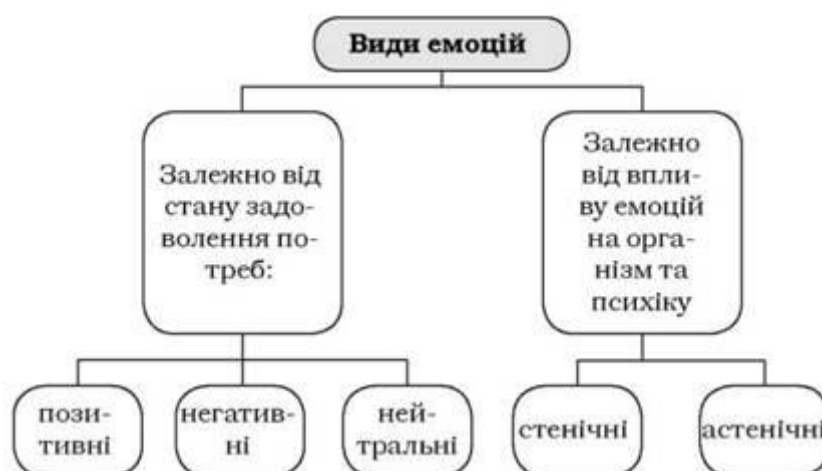 Види емоцій
Залежно від
стану задо-
волення по-
треб:
Залежно
від впли-
ву емоцій
на орга-
нізм та
психіку
пози-
тивні
негатив-
ні
ней-
тральні
стенічні
астенічні